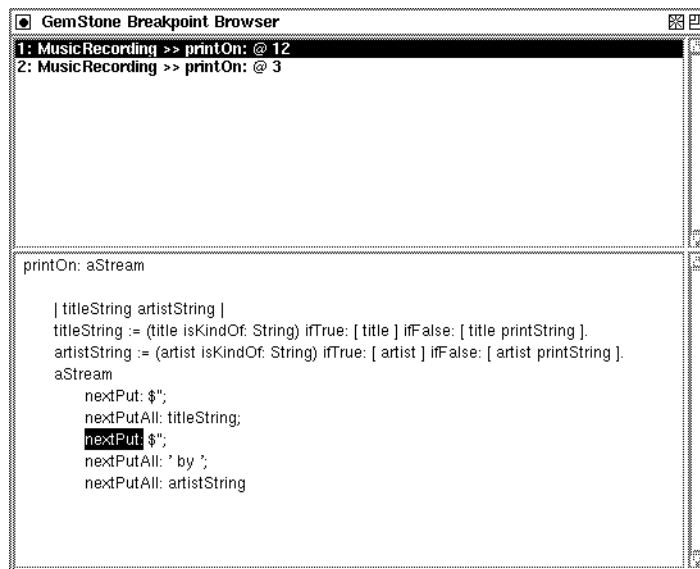 GemStone Breakpoint Browser
1: MusicRecording >> printOn: @ 12
2: MusicRecording >> printOn: @ 3
printOn: aStream
| titleString artistString |
titleString := (title isKindOf: String) ifTrue: [ title ] ifFalse: [ title printString ].
artistString := (artist isKindOf: String) ifTrue: [ artist ] ifFalse: [ artist printString ].
aStream
nextPut: $";
nextPutAll: titleString;
nextPut: $";
nextPutAll: ' by ';
nextPutAll: artistString